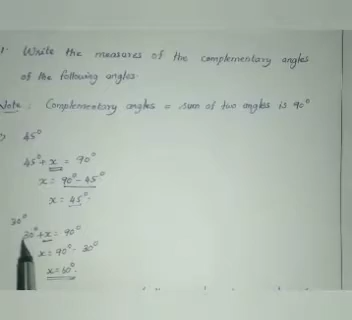 1. Write the measures of the complementary angles
of the following angles.
Note : Complementary angles = sum of two angles is 90°
45°
45° + x = 90°
x = 90° - 45°
x = 45°.
30°
30° + x = 90°
x = 90° - 30°
x = 60°.